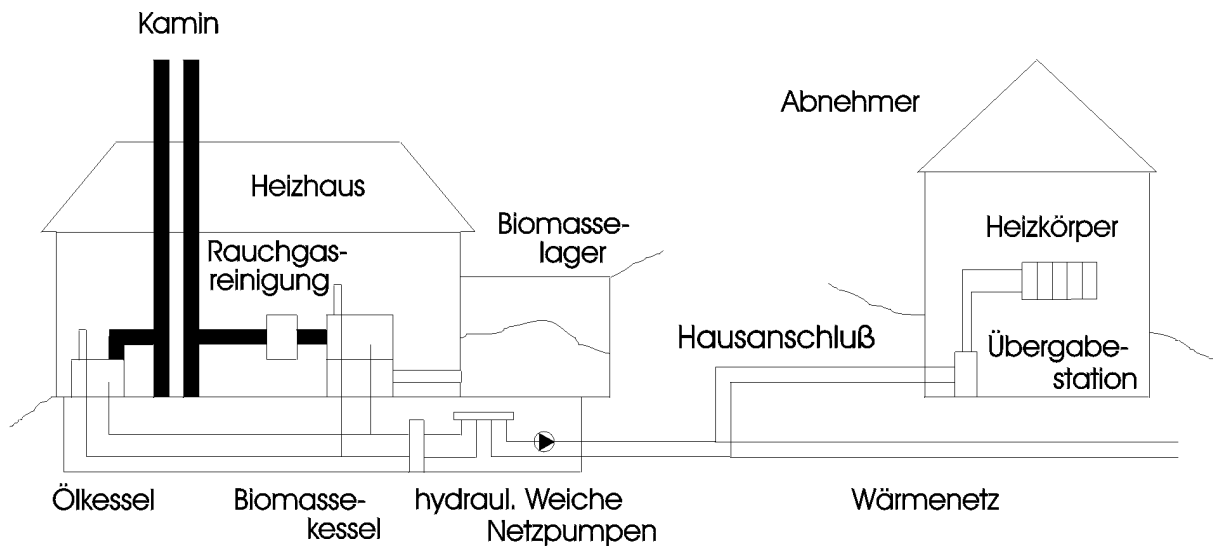 Kamin
Abnehmer
Heizhaus
Biomasse-
lager
Heizkörper
Rauchgas-
reinigung
Hausanschluß
Übergabe-
station
Ölkessel
Biomasse-
kessel
hydraul. Weiche
Netzpumpen
Wärmenetz